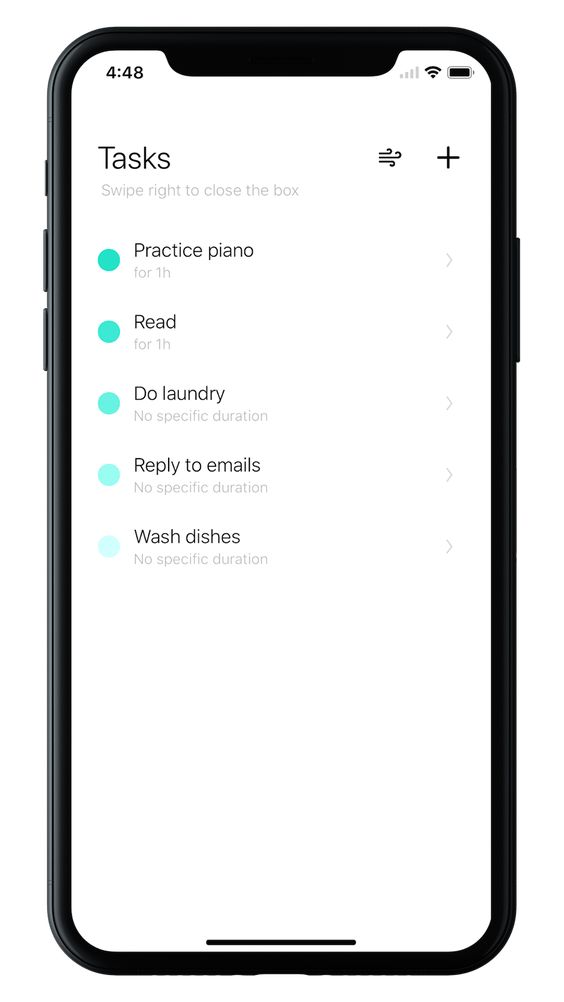 4:48
Tasks
Swipe right to close the box
Practice piano
for 1h
Read
for 1h
Do laundry
No specific duration
Reply to emails
No specific duration
Wash dishes
No specific duration